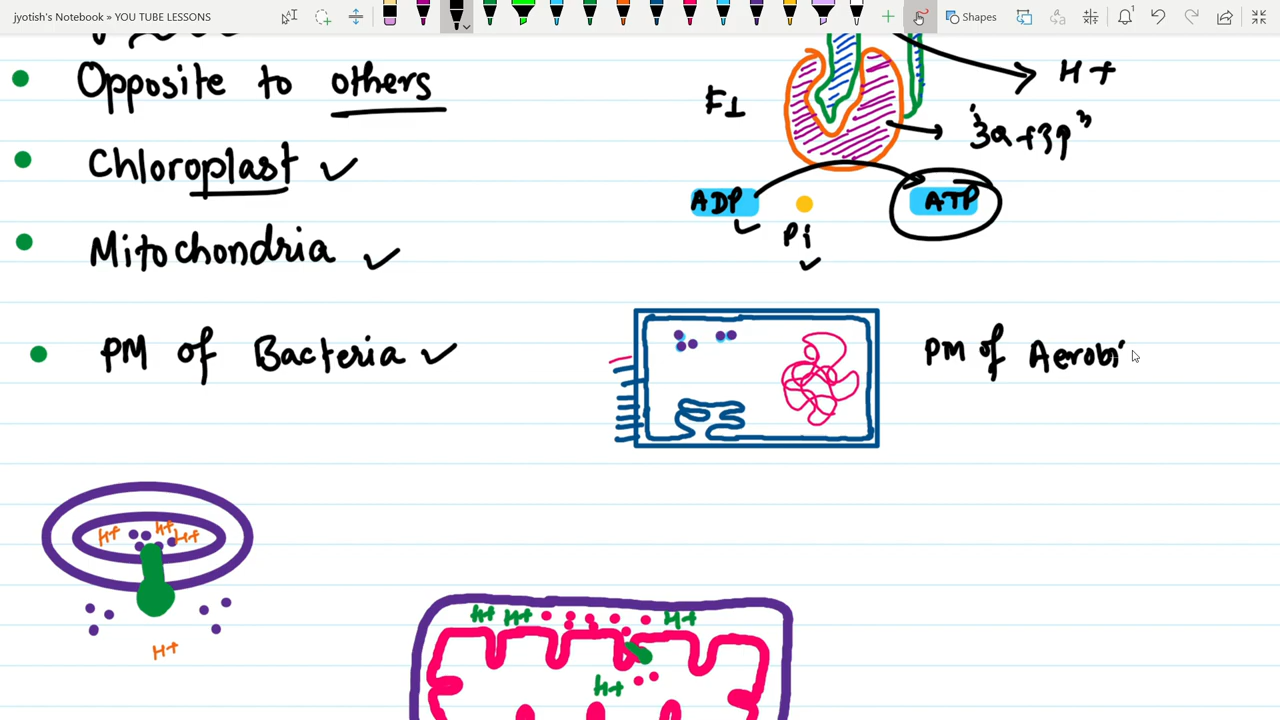 jyotish's Notebook » YOU TUBE LESSONS
Shapes
Opposite to others
Chloroplast
Mitochondria
PM of Bacteria
H+
F1
3α+3β
ADP
Pi
ATP
PM of Aerobi
H+ H+ H+
H+
H+ H+ H+
H+